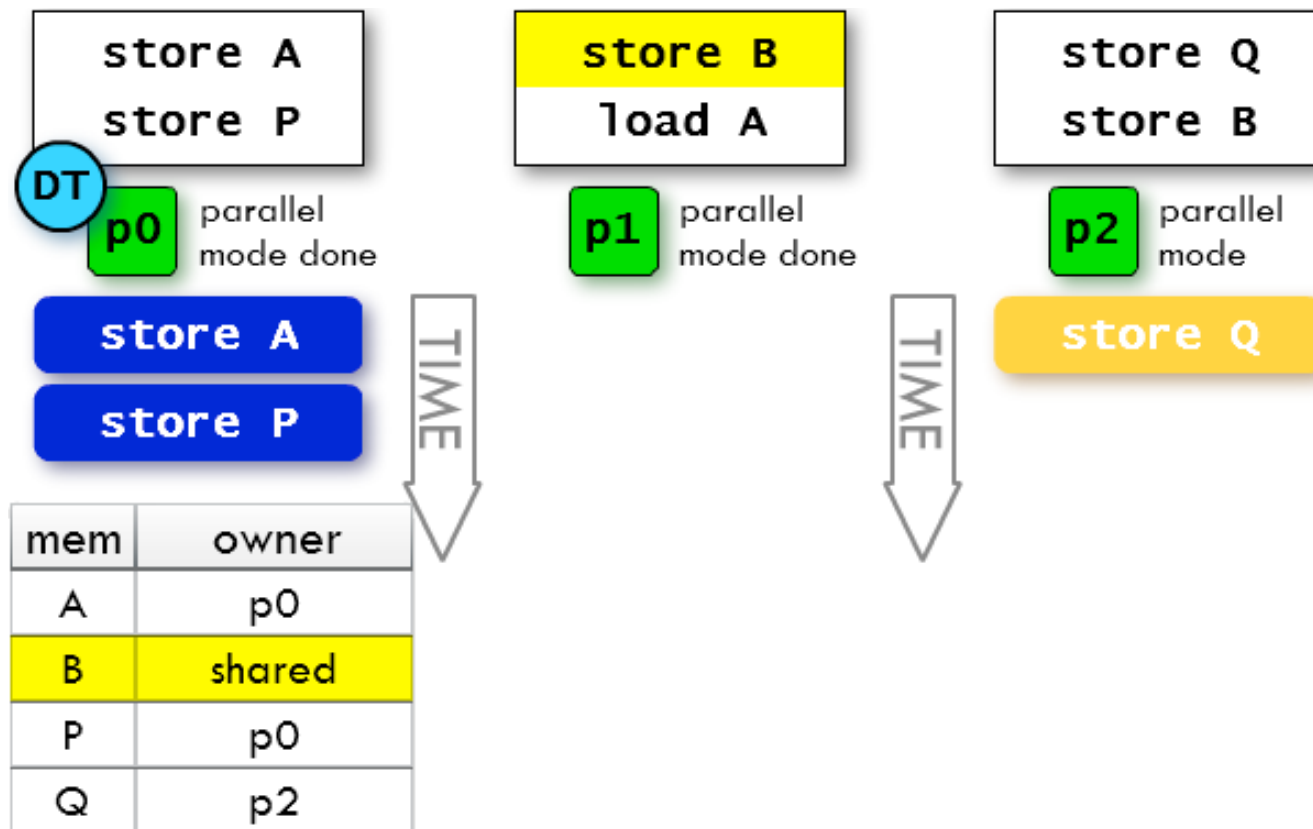 store A
store P
DT
p0
parallel
mode done
store A
store P
TIME
store B
load A
p1
parallel
mode done
TIME
store Q
store B
p2
parallel
mode
store Q
mem owner
A p0
B shared
P p0
Q p2